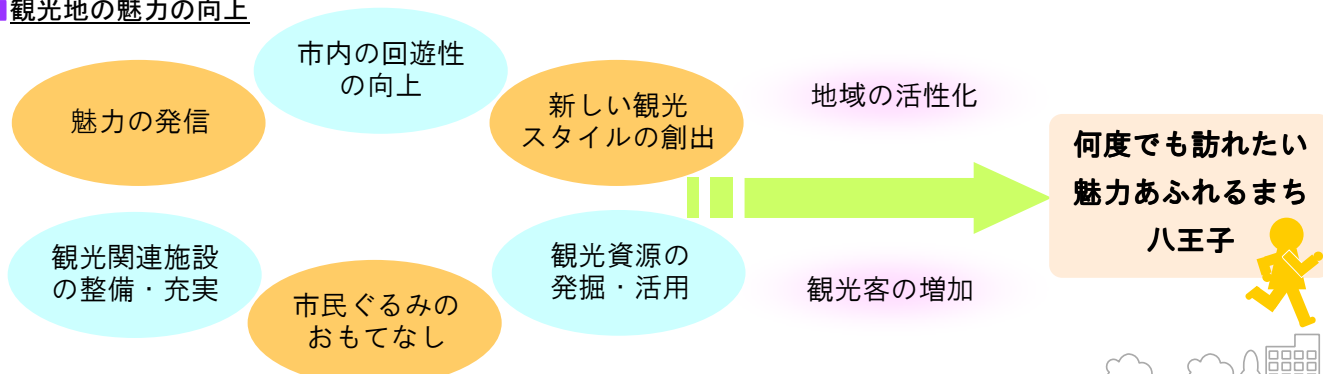 ■観光地の魅力の向上
市内の回遊性
の向上
魅力の発信
新しい観光
スタイルの創出
地域の活性化
何度でも訪れたい
魅力あふれるまち
八王子
観光関連施設
の整備・充実
市民ぐるみの
おもてなし
観光資源の
発掘・活用
観光客の増加